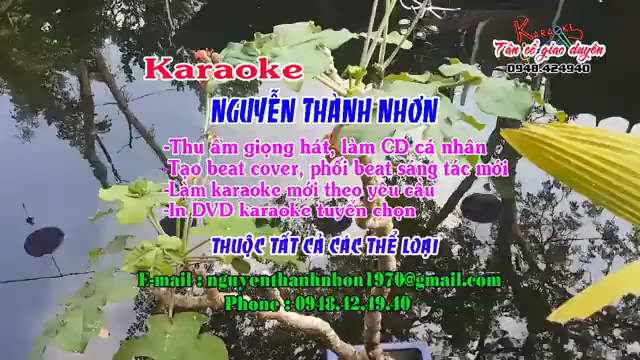 KARAOKE
Tân cổ giao duyên
0948.424940
Karaoke
NGUYỄN THÀNH NHƠN
-Thu âm giọng hát, làm CD cá nhân
-Tạo beat cover, phối beat sáng tác mới
-Làm karaoke mới theo yêu cầu
-In DVD karaoke tuyển chọn
THUỘC TẤT CẢ CÁC THỂ LOẠI
E-mail : nguyenthanhnhon1970@gmail.com
Phone : 0948.42.49.40